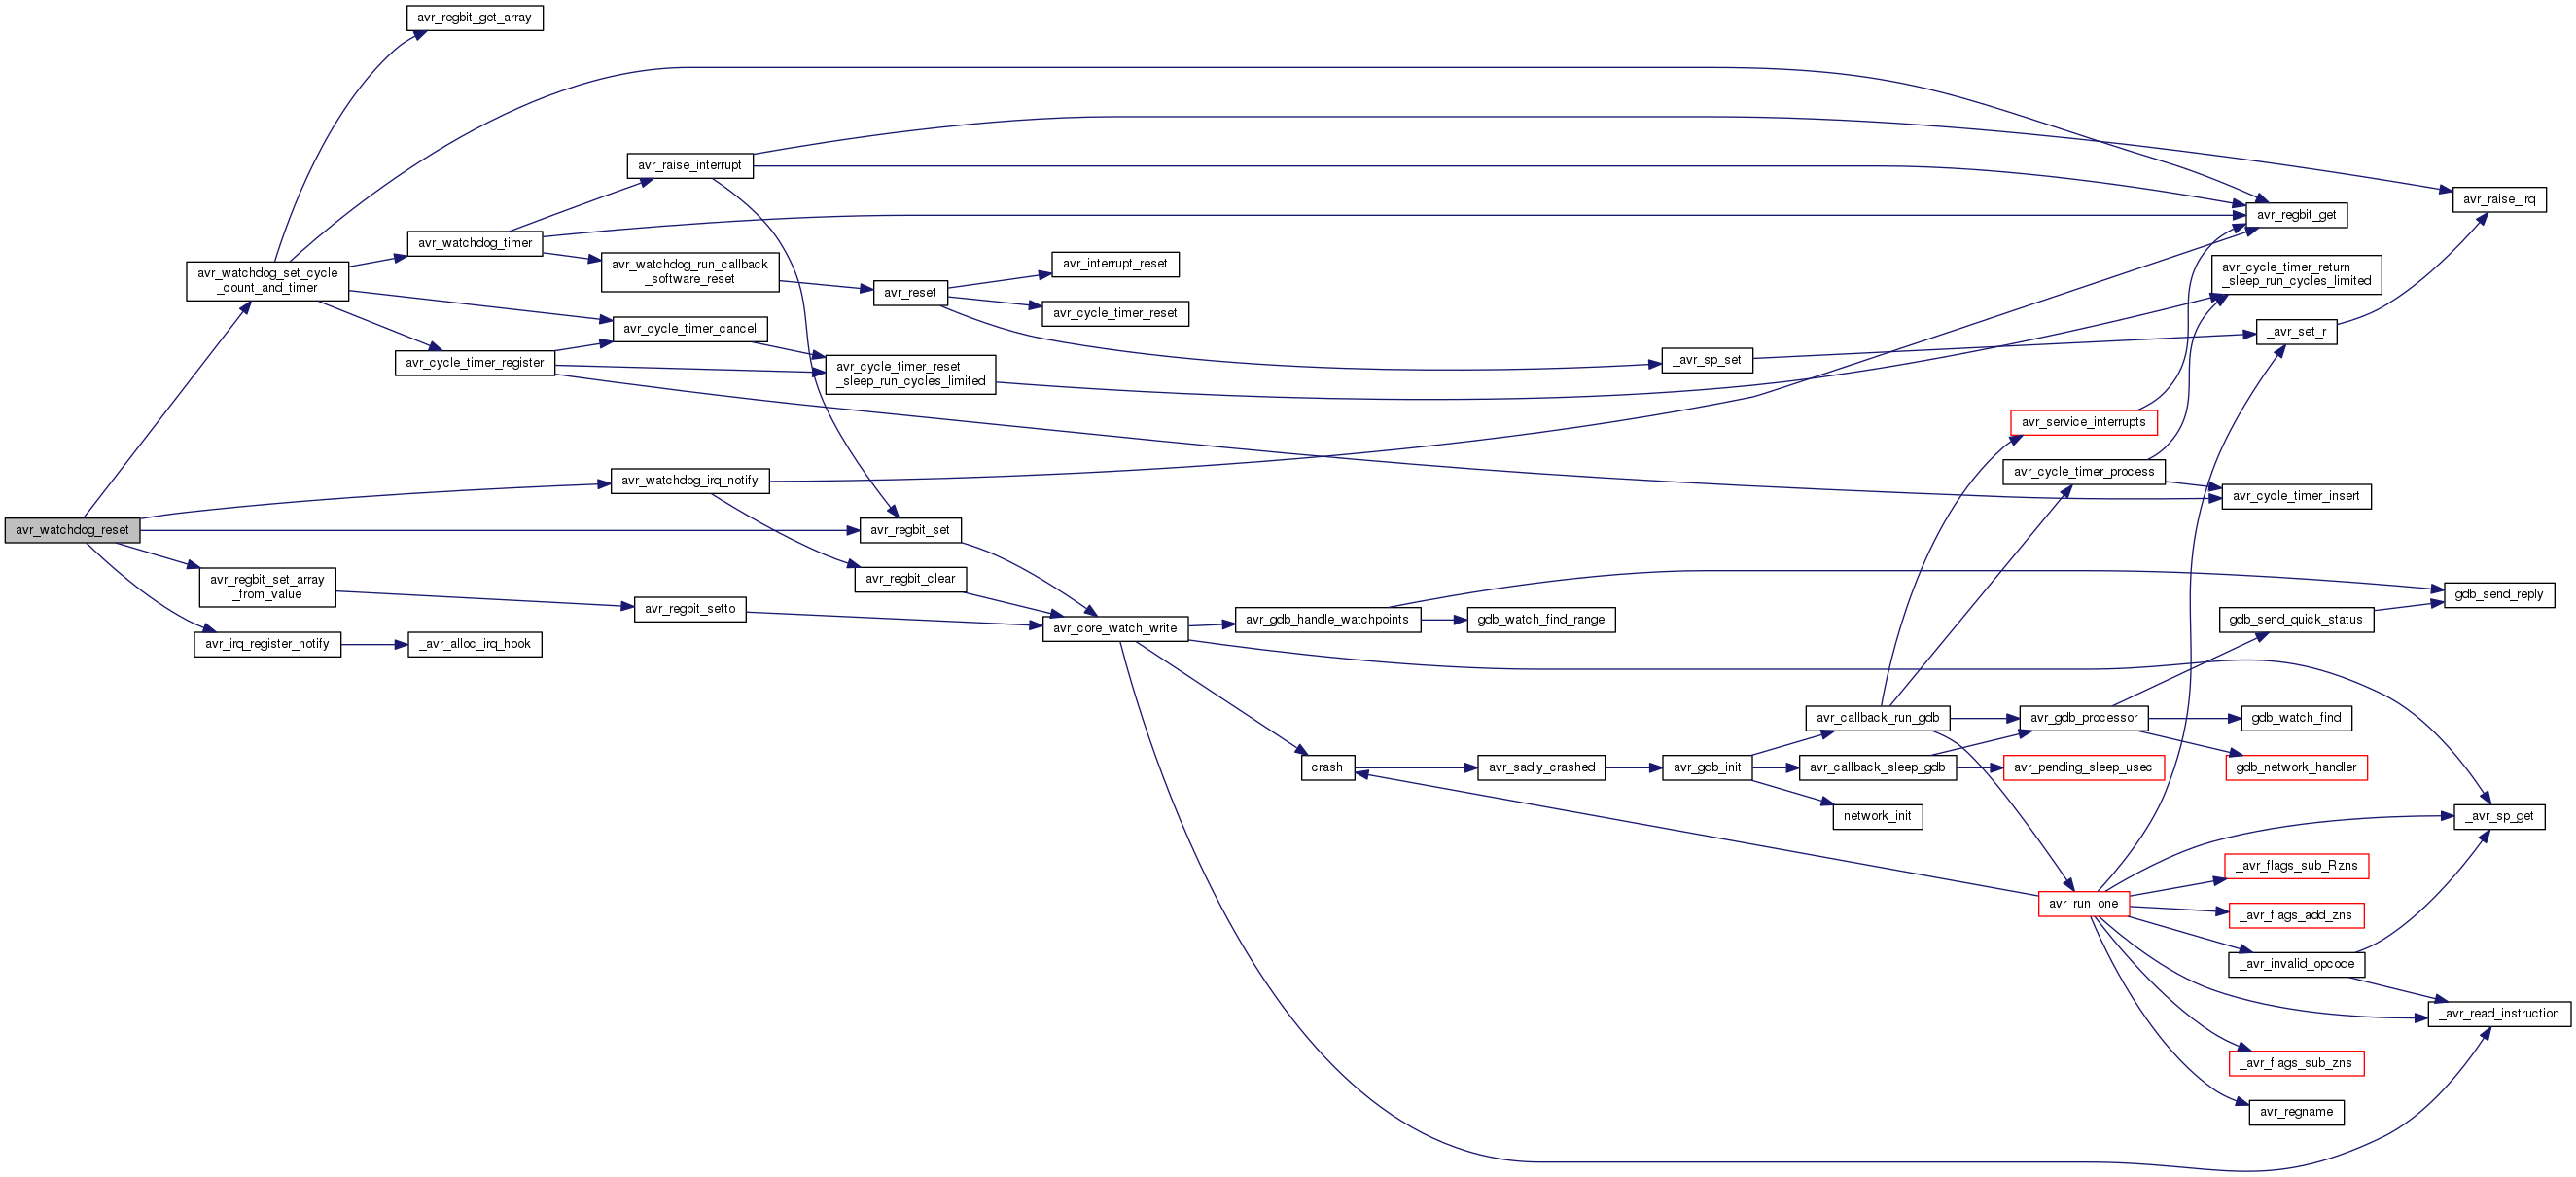 avr_regbit_get_array
avr_raise_interrupt
avr_raise_irq
avr_regbit_get
avr_watchdog_timer
avr_watchdog_set_cycle
_count_and_timer
avr_watchdog_run_callback
_software_reset
avr_interrupt_reset
avr_cycle_timer_return
_sleep_run_cycles_limited
avr_reset
avr_cycle_timer_reset
avr_cycle_timer_cancel
_avr_set_r
avr_cycle_timer_register
avr_cycle_timer_reset
_sleep_run_cycles_limited
_avr_sp_set
avr_service_interrupts
avr_watchdog_irq_notify
avr_cycle_timer_process
avr_cycle_timer_insert
avr_watchdog_reset
avr_regbit_set
avr_regbit_set_array
_from_value
avr_regbit_clear
gdb_send_reply
avr_regbit_setto
avr_gdb_handle_watchpoints
gdb_watch_find_range
gdb_send_quick_status
avr_core_watch_write
avr_irq_register_notify
_avr_alloc_irq_hook
avr_callback_run_gdb
avr_gdb_processor
gdb_watch_find
crash
avr_sadly_crashed
avr_gdb_init
avr_callback_sleep_gdb
avr_pending_sleep_usec
gdb_network_handler
network_init
_avr_sp_get
_avr_flags_sub_Rzns
avr_run_one
_avr_flags_add_zns
_avr_invalid_opcode
_avr_read_instruction
_avr_flags_sub_zns
avr_regname